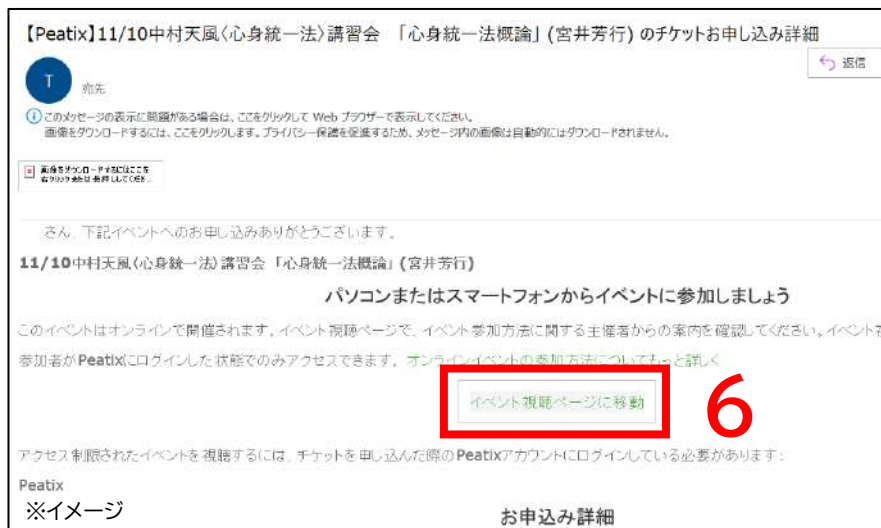 【Peatix】11/10中村天風〈心身統一法〉講習会 「心身統一法概論」(宮井芳行) のチケットお申し込み詳細
返信
T
宛先
このメッセージの表示に問題がある場合は、ここをクリックして Web ブラウザーで表示してください。
画像をダウンロードするには、ここをクリックします。プライバシー保護を促進するため、メッセージ内の画像は自動的にはダウンロードされません。
画像をダウンロードするにはここを
さん、下記イベントへのお申し込みありがとうございます。
11/10中村天風〈心身統一法〉講習会 「心身統一法概論」(宮井芳行)
パソコンまたはスマートフォンからイベントに参加しましょう
このイベントはオンラインで開催されます。イベント視聴ページで、イベント参加方法に関する主催者からの案内を確認してください。イベント視
参加者がPeatixにログインした状態でのみアクセスできます。 オンラインイベントの参加方法についてもっと詳しく
イベント視聴ページに移動
6
アクセス制限されたイベントを視聴するには、チケットを申し込んだ際のPeatixアカウントにログインしている必要があります:
Peatix
※イメージ
お申込み詳細